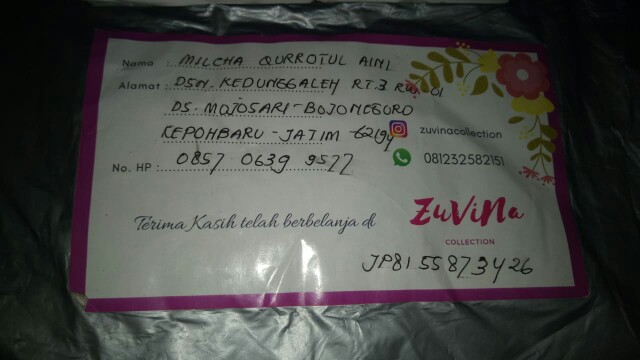 Nama : MILCHA QURROTUL AINI
Alamat : DSN. KEDUNGGALEH RT.3 RW. 01
DS. MOJOSARI-BOJONEGORO
KEPOHBARU-JATIM 62194
zuvinacollection
No. HP : 0857 0639 9577
081232582151
Terima Kasih telah berbelanja di
ZuViNa
COLLECTION
JP8155873426